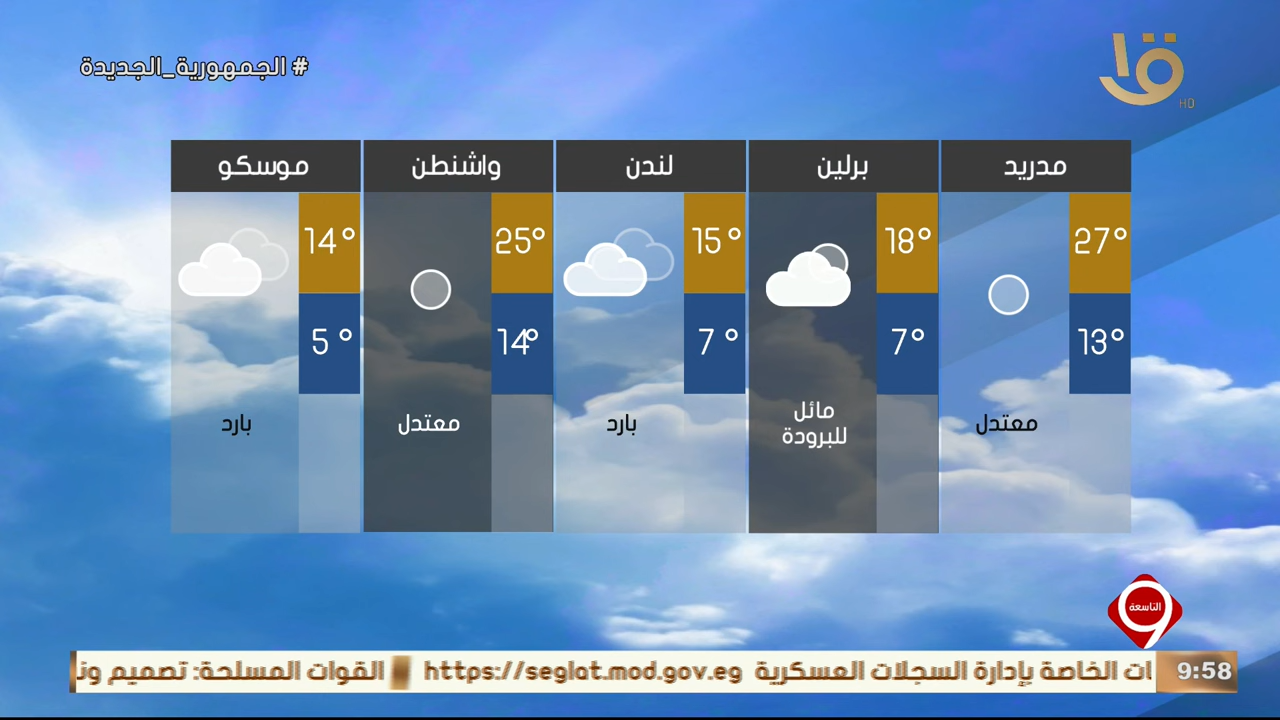 # الجمهورية_الجديدة
HD
مدريد
27°
13°
معتدل
برلين
18°
7°
مائل
للبرودة
لندن
15°
7°
بارد
واشنطن
25°
14°
معتدل
موسكو
14°
5°
بارد
التاسعة
9
9:58
ات الخاصة بإدارة السجلات العسكرية https://seglat.mod.gov.eg القوات المسلحة: تصميم